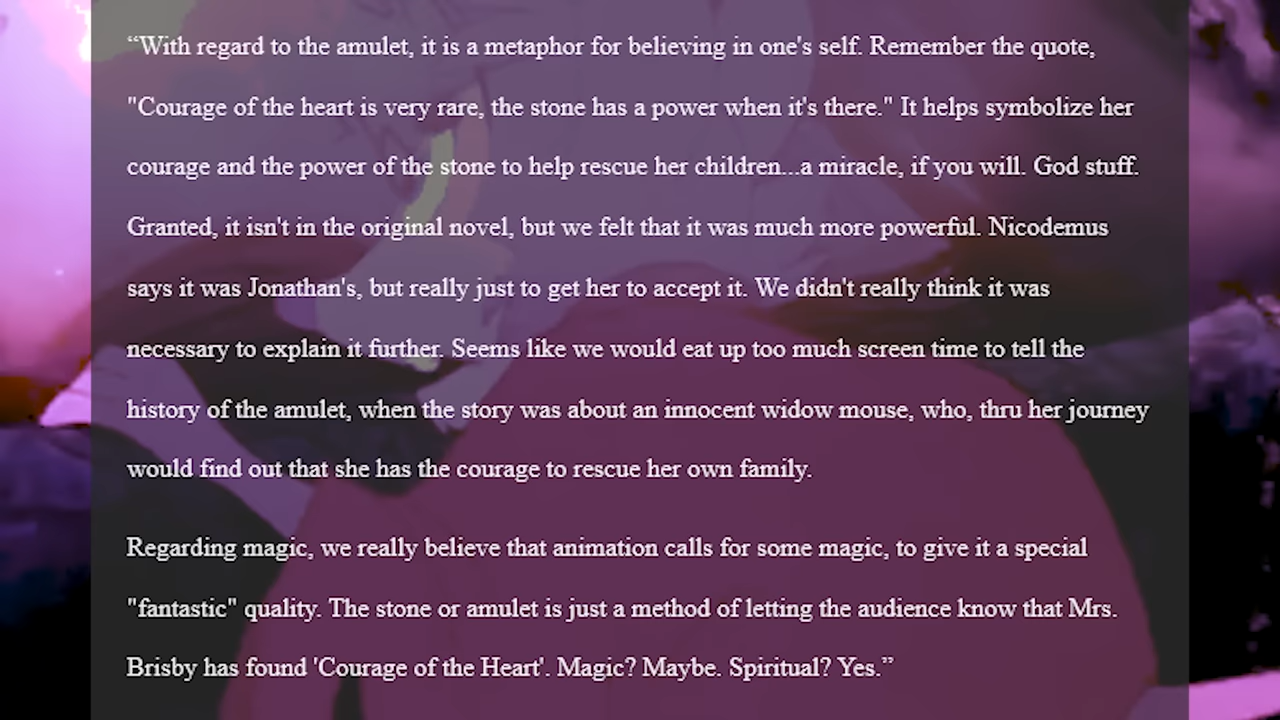 “With regard to the amulet, it is a metaphor for believing in one's self. Remember the quote,
"Courage of the heart is very rare, the stone has a power when it's there." It helps symbolize her
courage and the power of the stone to help rescue her children...a miracle, if you will. God stuff.
Granted, it isn't in the original novel, but we felt that it was much more powerful. Nicodemus
says it was Jonathan's, but really just to get her to accept it. We didn't really think it was
necessary to explain it further. Seems like we would eat up too much screen time to tell the
history of the amulet, when the story was about an innocent widow mouse, who, thru her journey
would find out that she has the courage to rescue her own family.
Regarding magic, we really believe that animation calls for some magic, to give it a special
"fantastic" quality. The stone or amulet is just a method of letting the audience know that Mrs.
Brisby has found 'Courage of the Heart'. Magic? Maybe. Spiritual? Yes.”